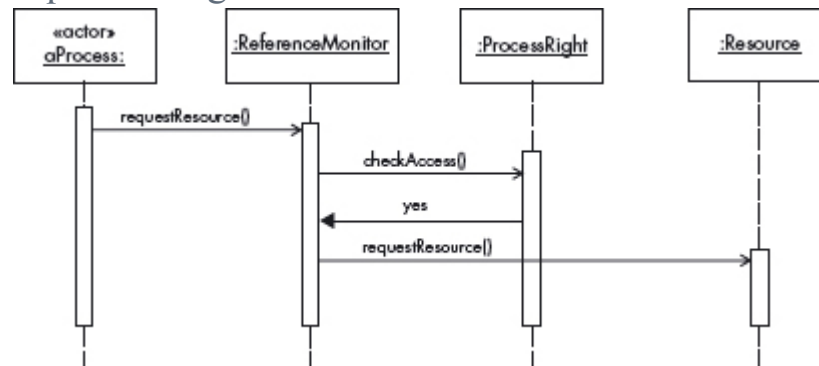 «actor»
aProcess:
:ReferenceMonitor
:ProcessRight
:Resource
requestResource()
checkAccess()
yes
requestResource()